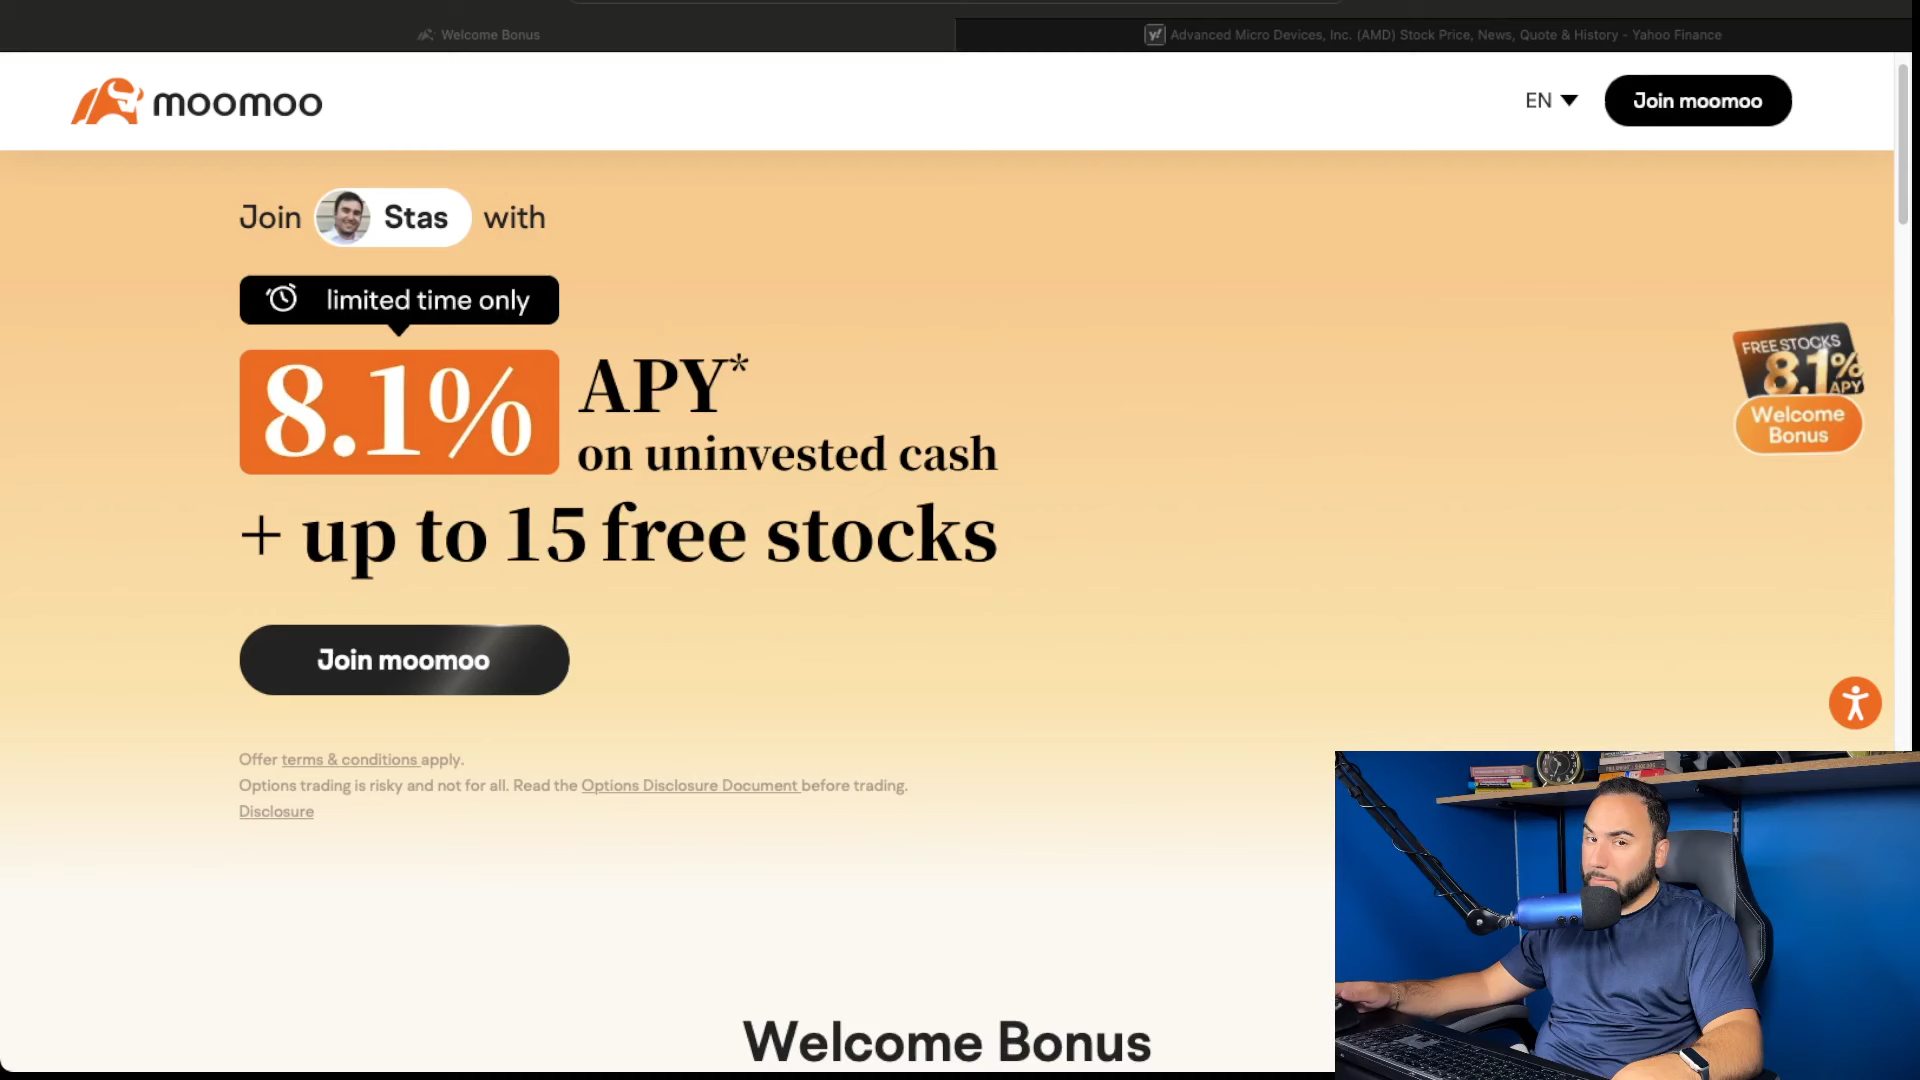 Welcome Bonus
y! Advanced Micro Devices, Inc. (AMD) Stock Price, News, Quote & History - Yahoo Finance
moomoo
EN
Join moomoo
Join Stas with
limited time only
8.1% APY*
on uninvested cash
+ up to 15 free stocks
FREE STOCKS
8.1%
APY
Welcome
Bonus
Join moomoo
Offer terms & conditions apply.
Options trading is risky and not for all. Read the Options Disclosure Document before trading.
Disclosure
Welcome Bonus